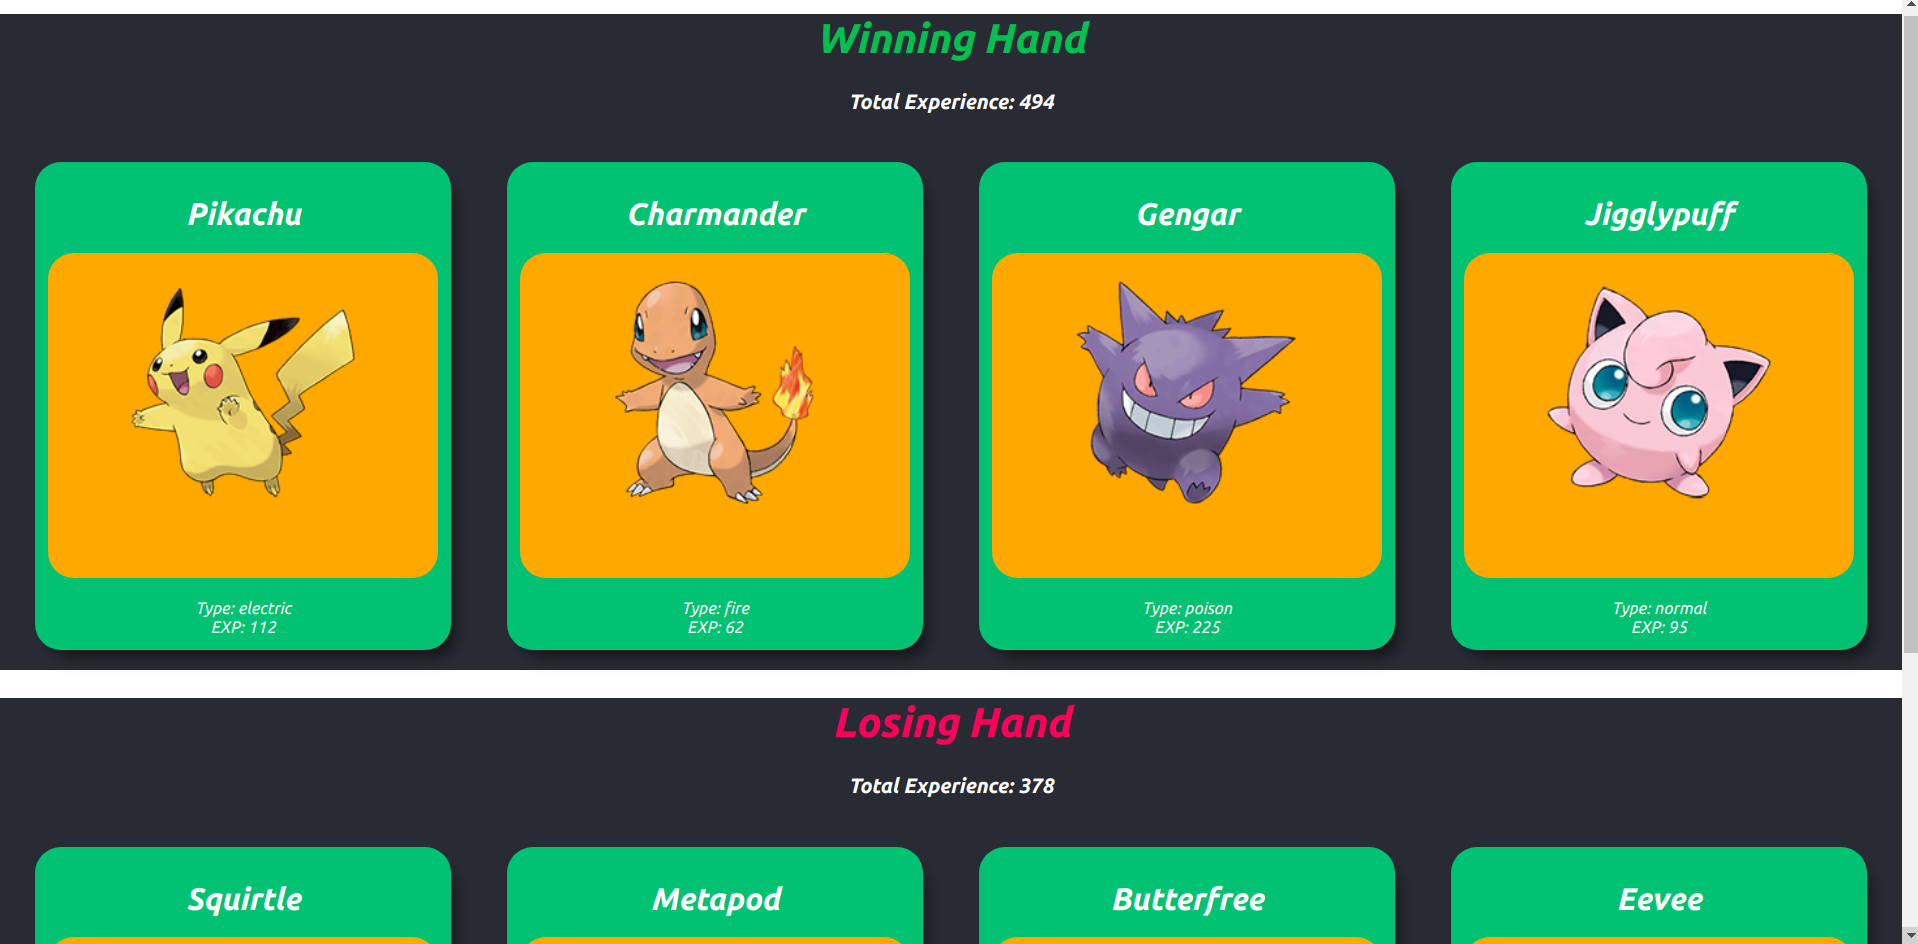 Winning Hand
Total Experience: 494
Pikachu
Charmander
Gengar
Jigglypuff
Type: electric
EXP: 112
Type: fire
EXP: 62
Type: poison
EXP: 225
Type: normal
EXP: 95
Losing Hand
Total Experience: 378
Squirtle
Metapod
Butterfree
Eevee